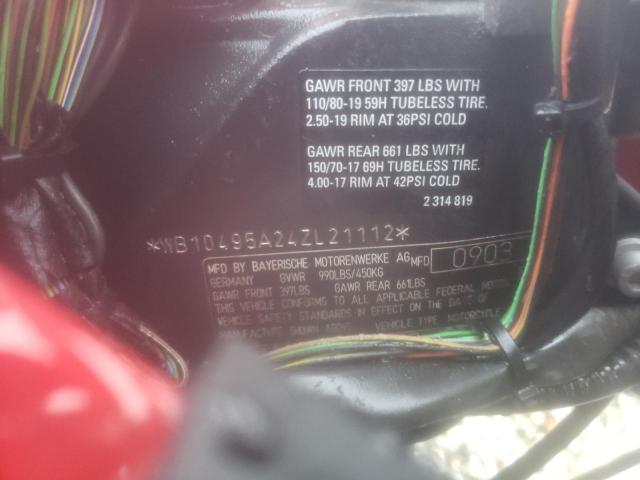 GAWR FRONT 397 LBS WITH
110/80-19 59H TUBELESS TIRE.
2.50-19 RIM AT 36PSI COLD
GAWR REAR 661 LBS WITH
150/70-17 69H TUBELESS TIRE.
4.00-17 RIM AT 42PSI COLD
2 314 819
*WB10495A24ZL21112*
MFD BY BAYERISCHE MOTORENWERKE AG MFD 0903
GERMANY GVWR 990LBS/450KG
GAWR FRONT 397LBS GAWR REAR 661LBS
THIS VEHICLE CONFORMS TO ALL APPLICABLE FEDERAL MOTOR
VEHICLE SAFETY STANDARDS IN EFFECT ON THE DATE OF
MANUFACTURE SHOWN ABOVE VEHICLE TYPE MOTORCYCLE